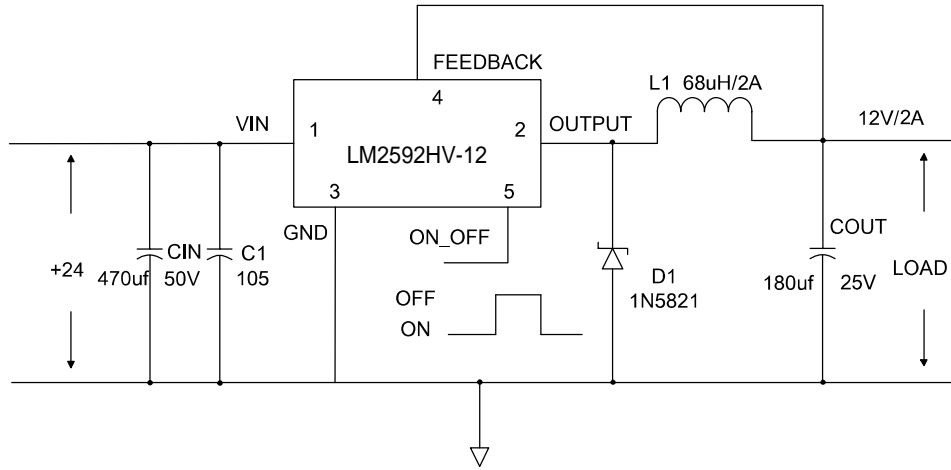 FEEDBACK
L1 68uH/2A
4
VIN
1
2
OUTPUT
12V/2A
LM2592HV-12
3
5
GND
ON_OFF
COUT
+24
CIN
C1
470uf 50V
105
D1
1N5821
180uf 25V
LOAD
OFF
ON